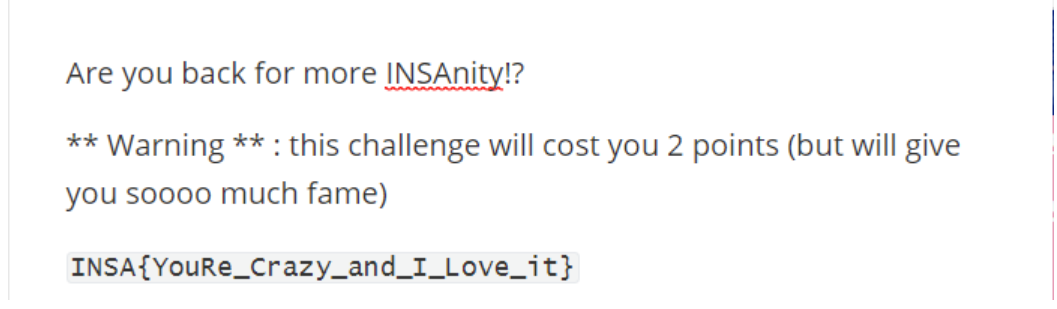 Are you back for more INSAnity!?
** Warning ** : this challenge will cost you 2 points (but will give
you soooo much fame)
INSA{YouRe_Crazy_and_I_Love_it}